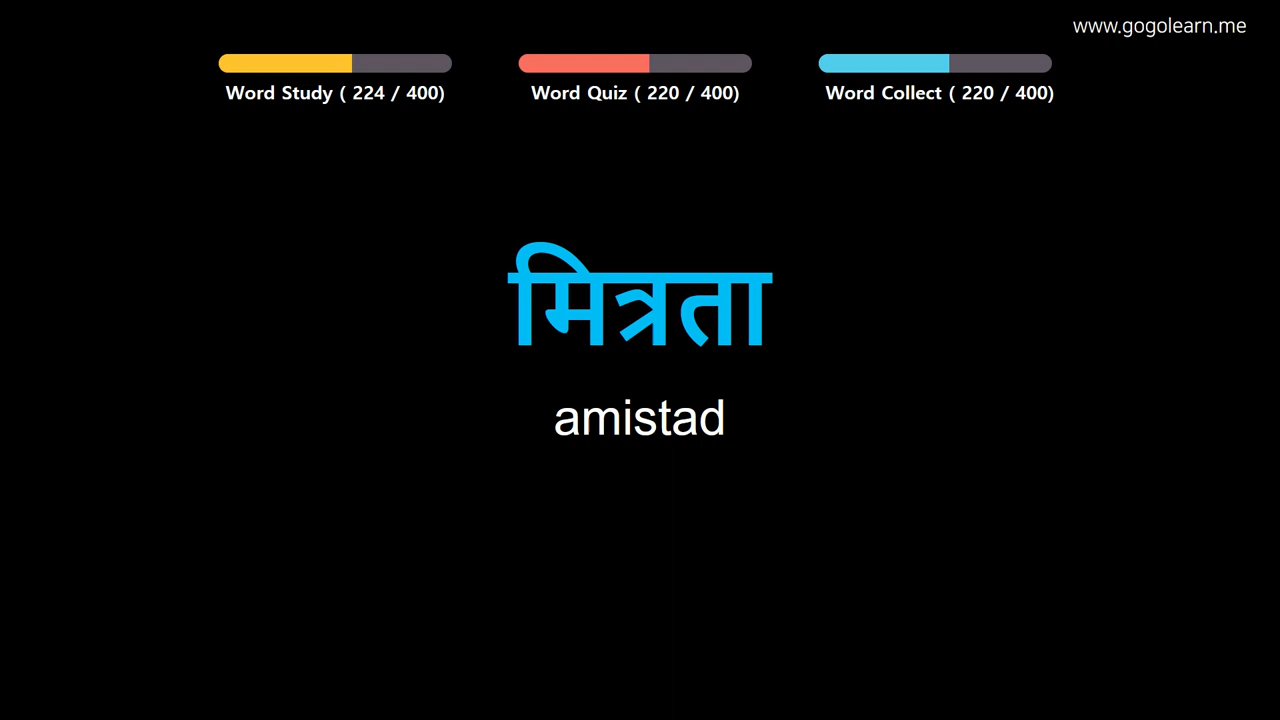 www.gogolearn.me
Word Study ( 224 / 400)
Word Quiz ( 220 / 400)
Word Collect ( 220 / 400)
मित्रता
amistad